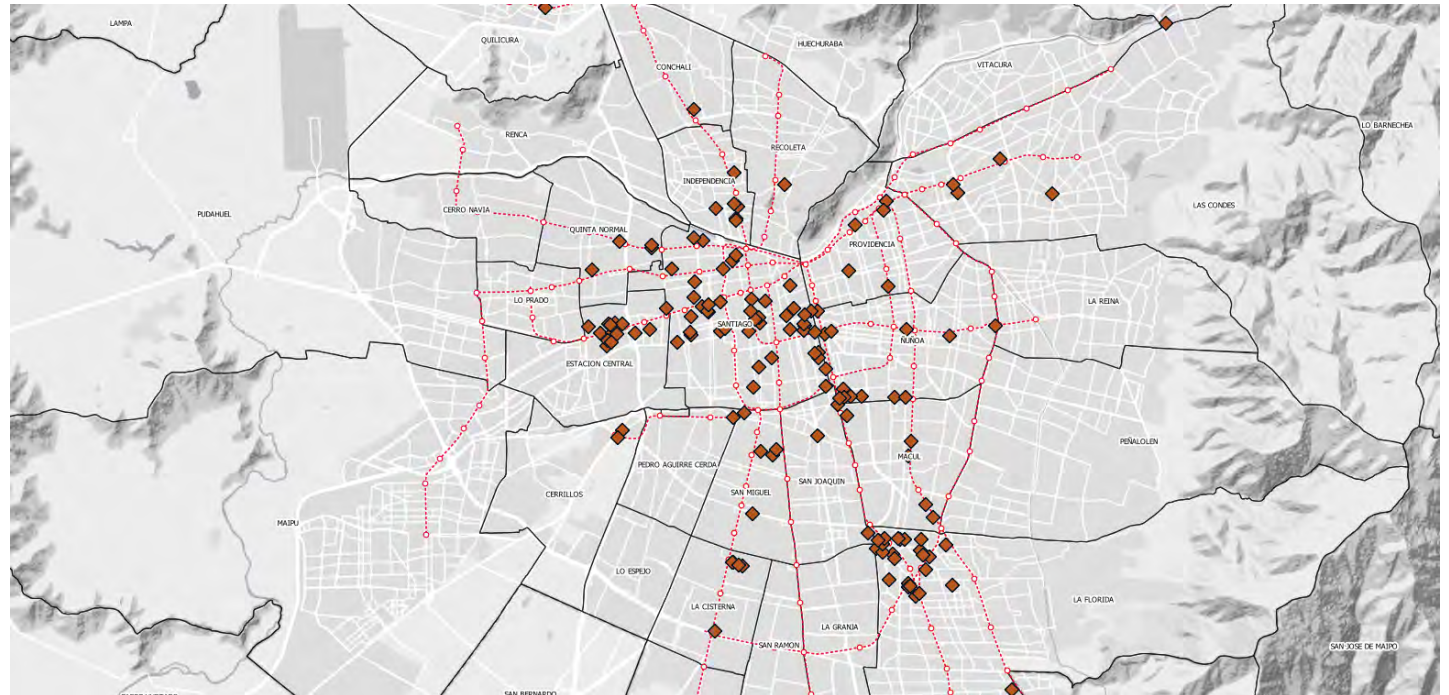 LAMPA
QUILICURA
HUECHURABA
CONCHALI
VITACURA
LO BARNECHEA
RENCA
RECOLETA
INDEPENDENCIA
LAS CONDES
CERRO NAVIA
PUDAHUEL
QUINTA NORMAL
PROVIDENCIA
LO PRADO
LA REINA
SANTIAGO
ÑUÑOA
ESTACION CENTRAL
PEÑALOLEN
MACUL
PEDRO AGUIRRE CERDA
SAN JOAQUIN
CERRILLOS
SAN MIGUEL
MAIPU
LO ESPEJO
LA FLORIDA
LA CISTERNA
LA GRANJA
SAN RAMON
SAN JOSE DE MAIPO
SAN BERNARDO